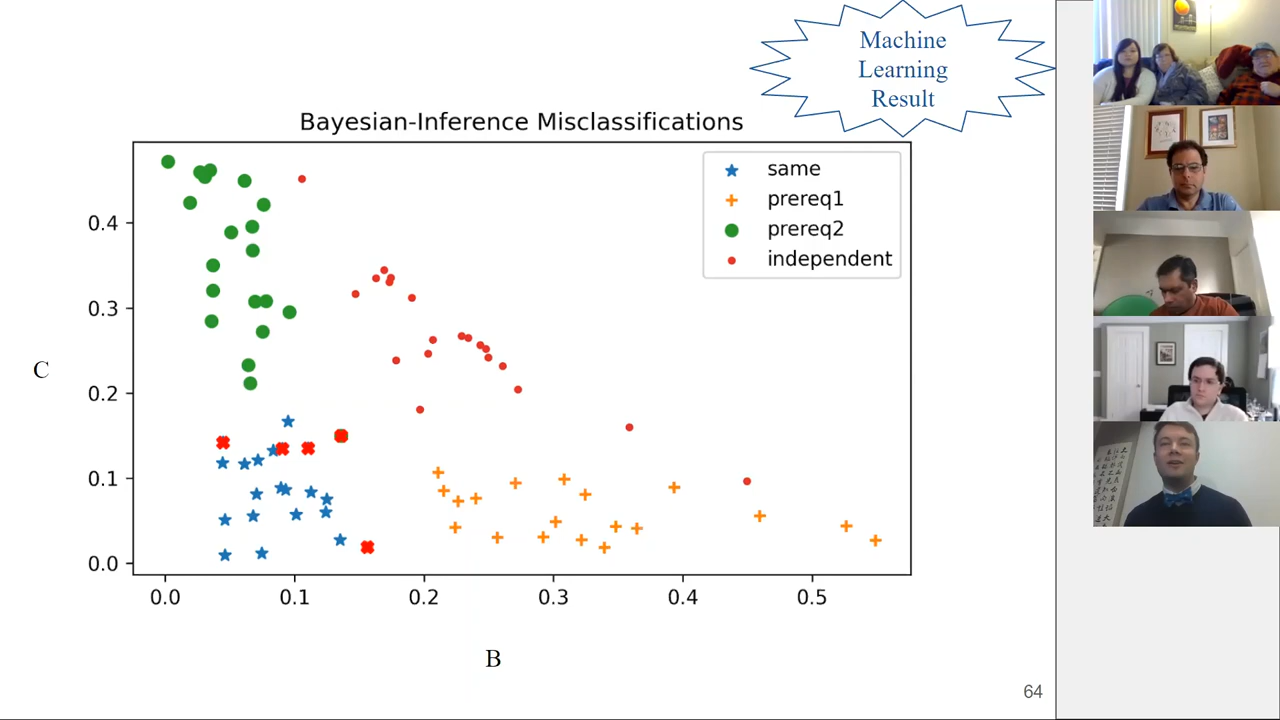 Machine
Learning
Result
Bayesian-Inference Misclassifications
same
prereq1
prereq2
independent
C
0.4
0.3
0.2
0.1
0.0
0.0 0.1 0.2 0.3 0.4 0.5
B
64